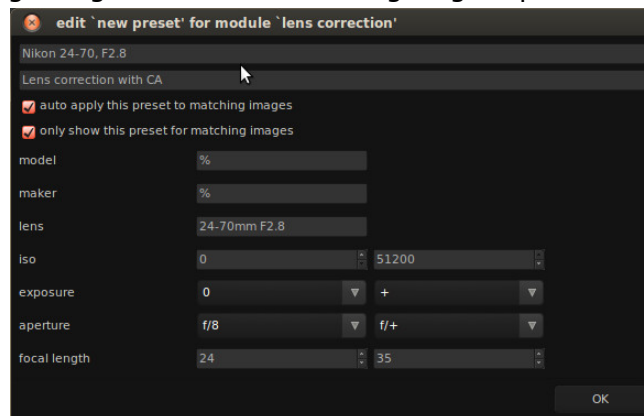 edit `new preset' for module `lens correction'
Nikon 24-70, F2.8
Lens correction with CA
auto apply this preset to matching images
only show this preset for matching images
model %
maker %
lens 24-70mm F2.8
iso 0 51200
exposure 0 +
aperture f/8 f/+
focal length 24 35
OK